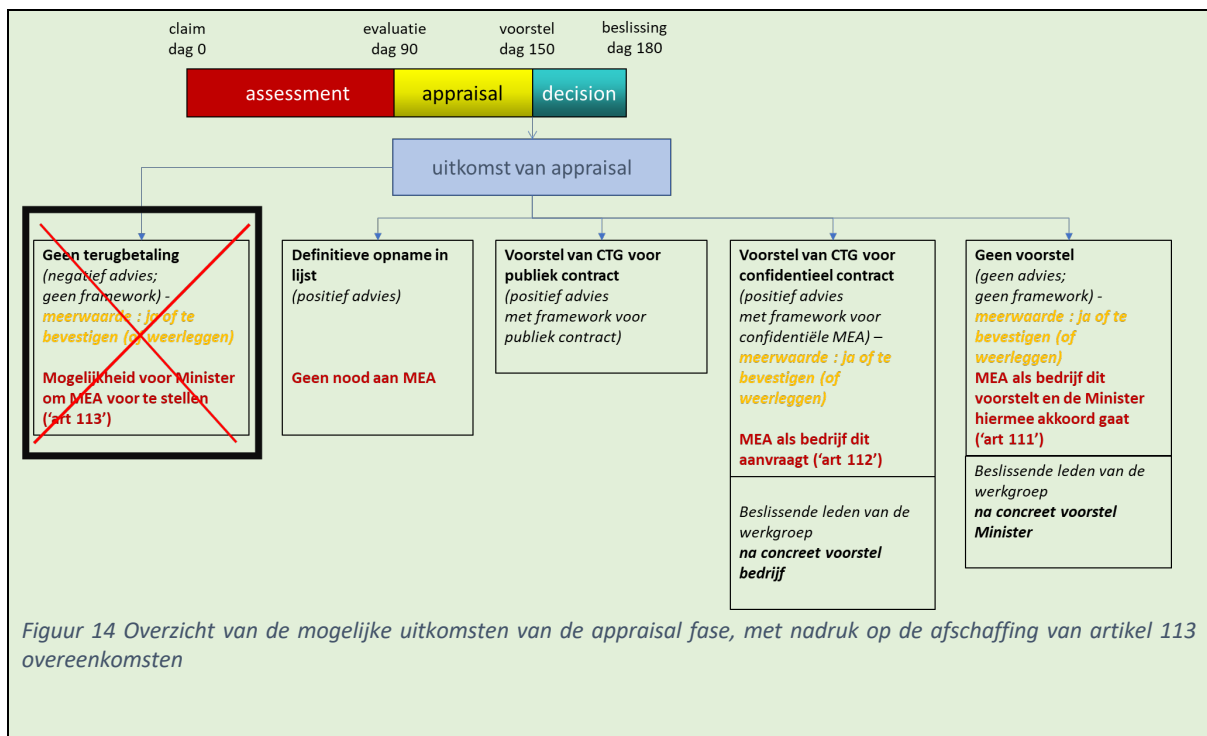 claim
dag 0
evaluatie
dag 90
voorstel
dag 150
beslissing
dag 180
assessment
appraisal
decision
uitkomst van appraisal
Geen terugbetaling
(negatief advies;
geen framework) -
meerwaarde : ja of te
bevestigen (of weerleggen)
Mogelijkheid voor Minister
om MEA voor te stellen
(‘art 113’)
Definitieve opname in
lijst
(positief advies)
Geen nood aan MEA
Voorstel van CTG voor
publiek contract
(positief advies
met framework voor
publiek contract)
Voorstel van CTG voor
confidentieel contract
(positief advies
met framework voor
confidentiële MEA) –
meerwaarde : ja of te
bevestigen (of
weerleggen)
MEA als bedrijf dit
aanvraagt (‘art 112’)
Beslissende leden van de
werkgroep
na concreet voorstel
bedrijf
Geen voorstel
(geen advies;
geen framework) -
meerwaarde : ja of te
bevestigen (of
weerleggen)
MEA als bedrijf dit
voorstelt en de Minister
hiermee akkoord gaat
(‘art 111’)
Beslissende leden van de
werkgroep
na concreet voorstel
Minister
Figuur 14 Overzicht van de mogelijke uitkomsten van de appraisal fase, met nadruk op de afschaffing van artikel 113
overeenkomsten